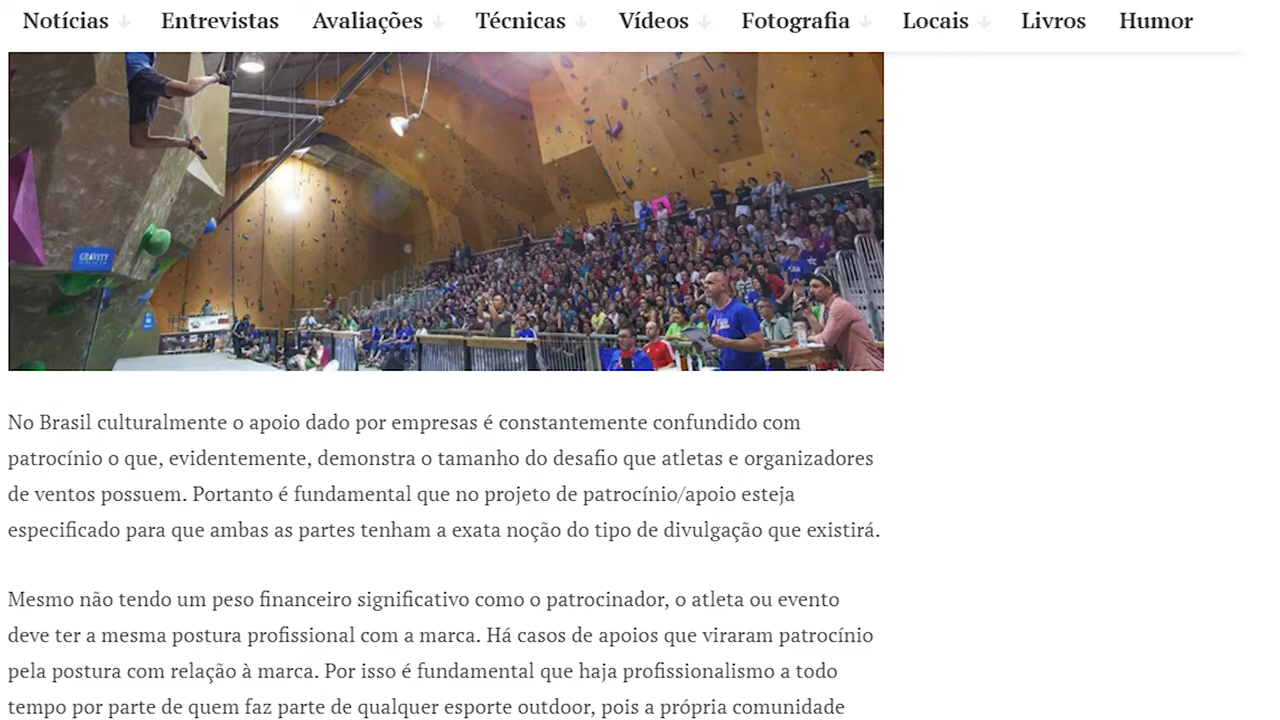 Notícias Entrevistas Avaliações Técnicas Vídeos Fotografia Locais Livros Humor
GRAVITY
No Brasil culturalmente o apoio dado por empresas é constantemente confundido com
patrocínio o que, evidentemente, demonstra o tamanho do desafio que atletas e organizadores
de ventos possuem. Portanto é fundamental que no projeto de patrocínio/apoio esteja
especificado para que ambas as partes tenham a exata noção do tipo de divulgação que existirá.
Mesmo não tendo um peso financeiro significativo como o patrocinador, o atleta ou evento
deve ter a mesma postura profissional com a marca. Há casos de apoios que viraram patrocínio
pela postura com relação à marca. Por isso é fundamental que haja profissionalismo a todo
tempo por parte de quem faz parte de qualquer esporte outdoor, pois a própria comunidade